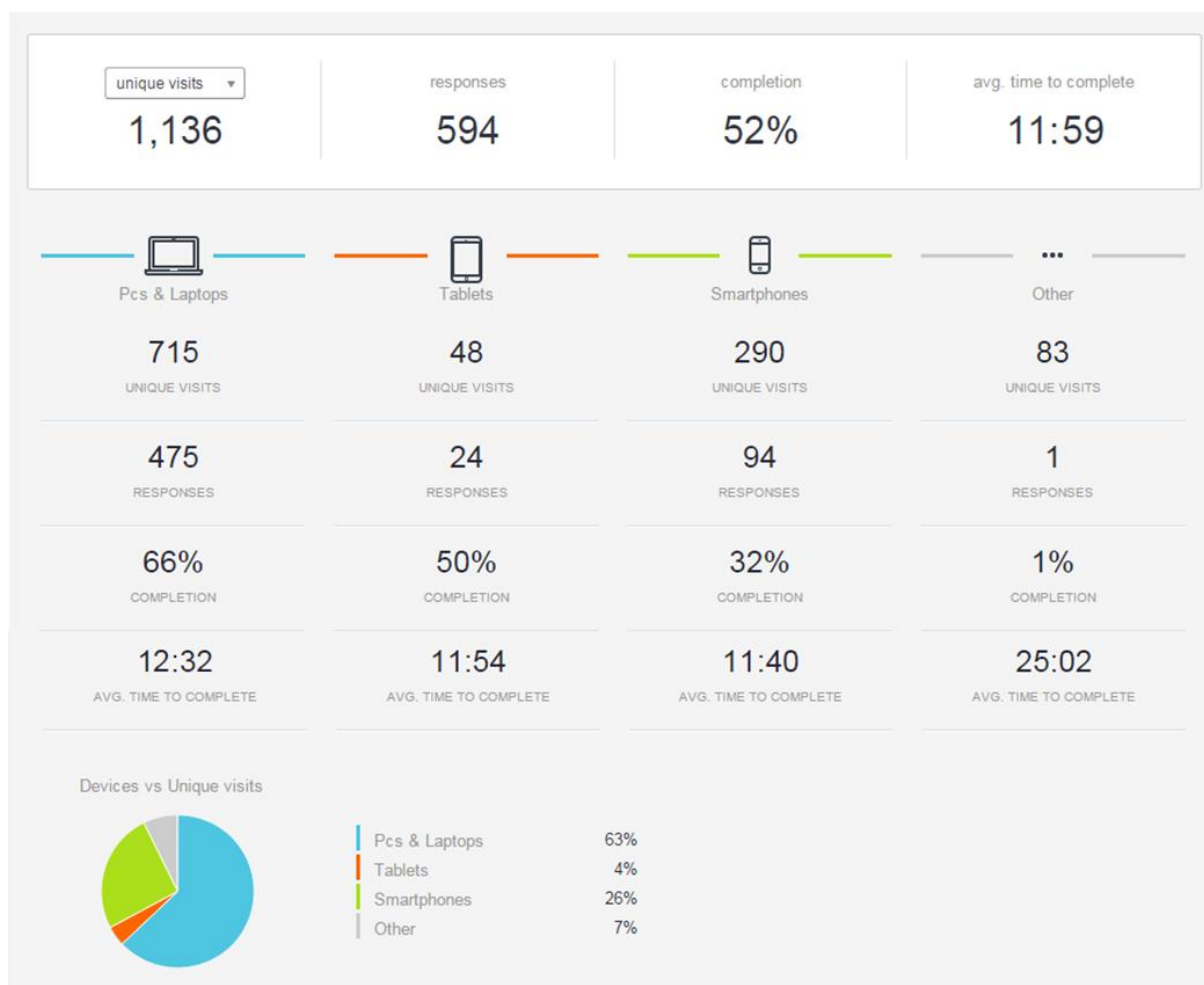 unique visits responses completion avg. time to complete
1,136 594 52% 11:59
Pcs & Laptops Tablets Smartphones Other
715 48 290 83
UNIQUE VISITS UNIQUE VISITS UNIQUE VISITS UNIQUE VISITS
475 24 94 1
RESPONSES RESPONSES RESPONSES RESPONSES
66% 50% 32% 1%
COMPLETION COMPLETION COMPLETION COMPLETION
12:32 11:54 11:40 25:02
AVG. TIME TO COMPLETE AVG. TIME TO COMPLETE AVG. TIME TO COMPLETE AVG. TIME TO COMPLETE
Devices vs Unique visits
Pcs & Laptops 63%
Tablets 4%
Smartphones 26%
Other 7%